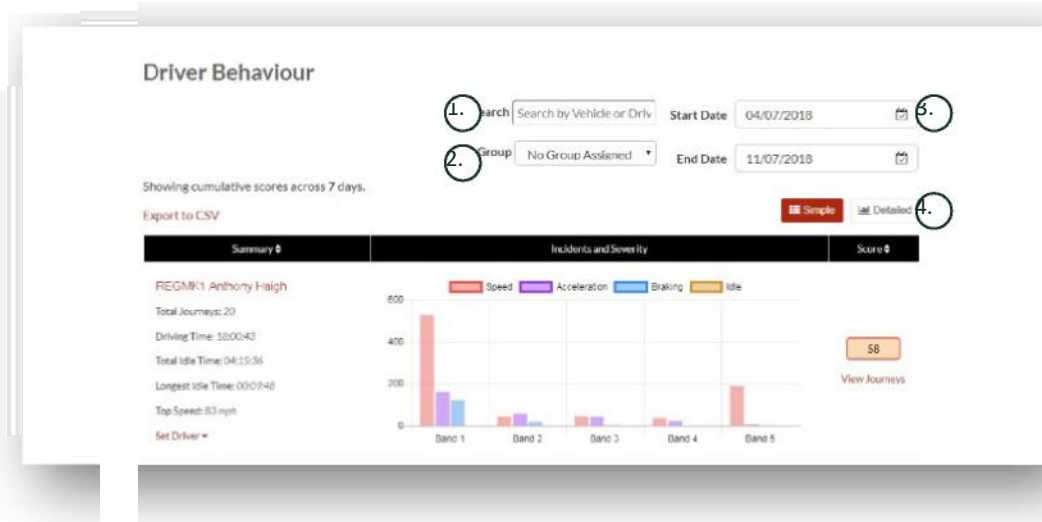 Driver Behaviour
1. earch Search by Vehicle or Driv Start Date 04/07/2018 3.
2. Group No Group Assigned End Date 11/07/2018
Showing cumulative scores across 7 days.
Export to CSV Simple Detailed 4.
Summary Incidents and Severity Score
REGMK1 Anthony Haigh
Speed Acceleration Braking Idle
Total Journeys: 20
Driving Time: 18:00:43
Total Idle Time: 04:15:36
Longest Idle Time: 00:09:48
Top Speed: 83 mph
Set Driver
600
400
200
0
Band 1 Band 2 Band 3 Band 4 Band 5
58
View Journeys